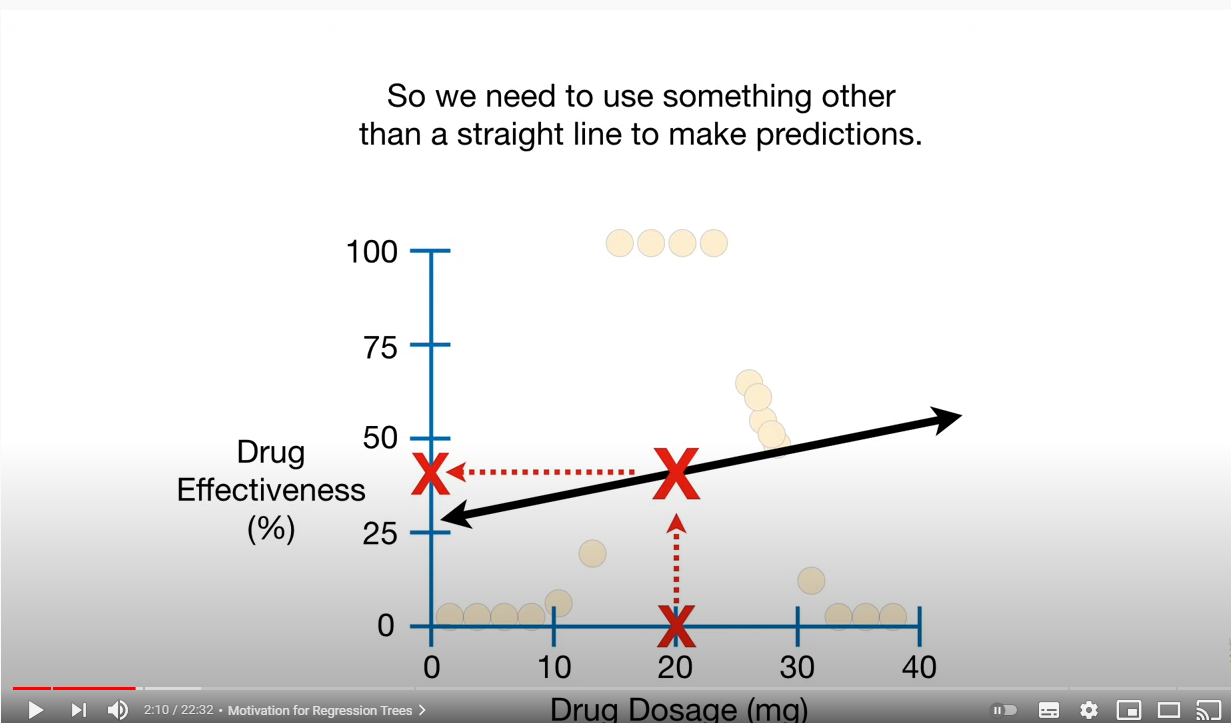 So we need to use something other
than a straight line to make predictions.
100
75
50
25
0
Drug
Effectiveness
(%)
0 10 20 30 40
Drug Dosage (mg)
2:10 / 22:32 • Motivation for Regression Trees